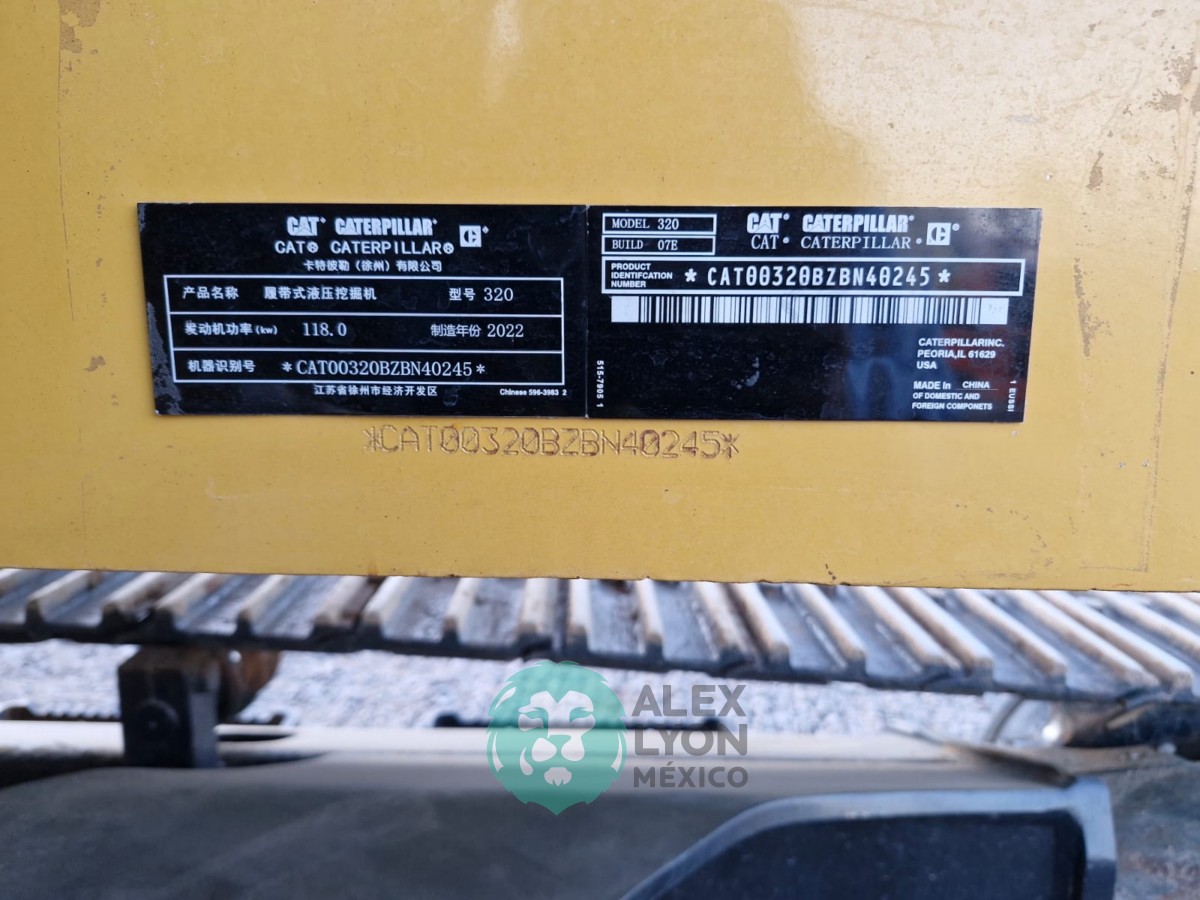 CAT CATERPILLAR
CAT® CATERPILLAR®
卡特彼勒（徐州）有限公司
产品名称 履带式液压挖掘机 型号 320
发动机功率(kw) 118.0 制造年份 2022
机器识别号 *CAT00320BZBN40245*
江苏省徐州市经济开发区 Chinese 596-3983 2
MODEL 320
BUILD 07E
CAT CATERPILLAR
CAT · CATERPILLAR ·
PRODUCT
IDENTIFCATION
NUMBER
*CAT00320BZBN40245*
CATERPILLARINC.
PEORIA,IL 61629
USA
MADE In CHINA
OF DOMESTIC AND
FOREIGN COMPONETS
515-7905 1
*CAT00320BZBN40245*
ALEX
LYON
MÉXICO